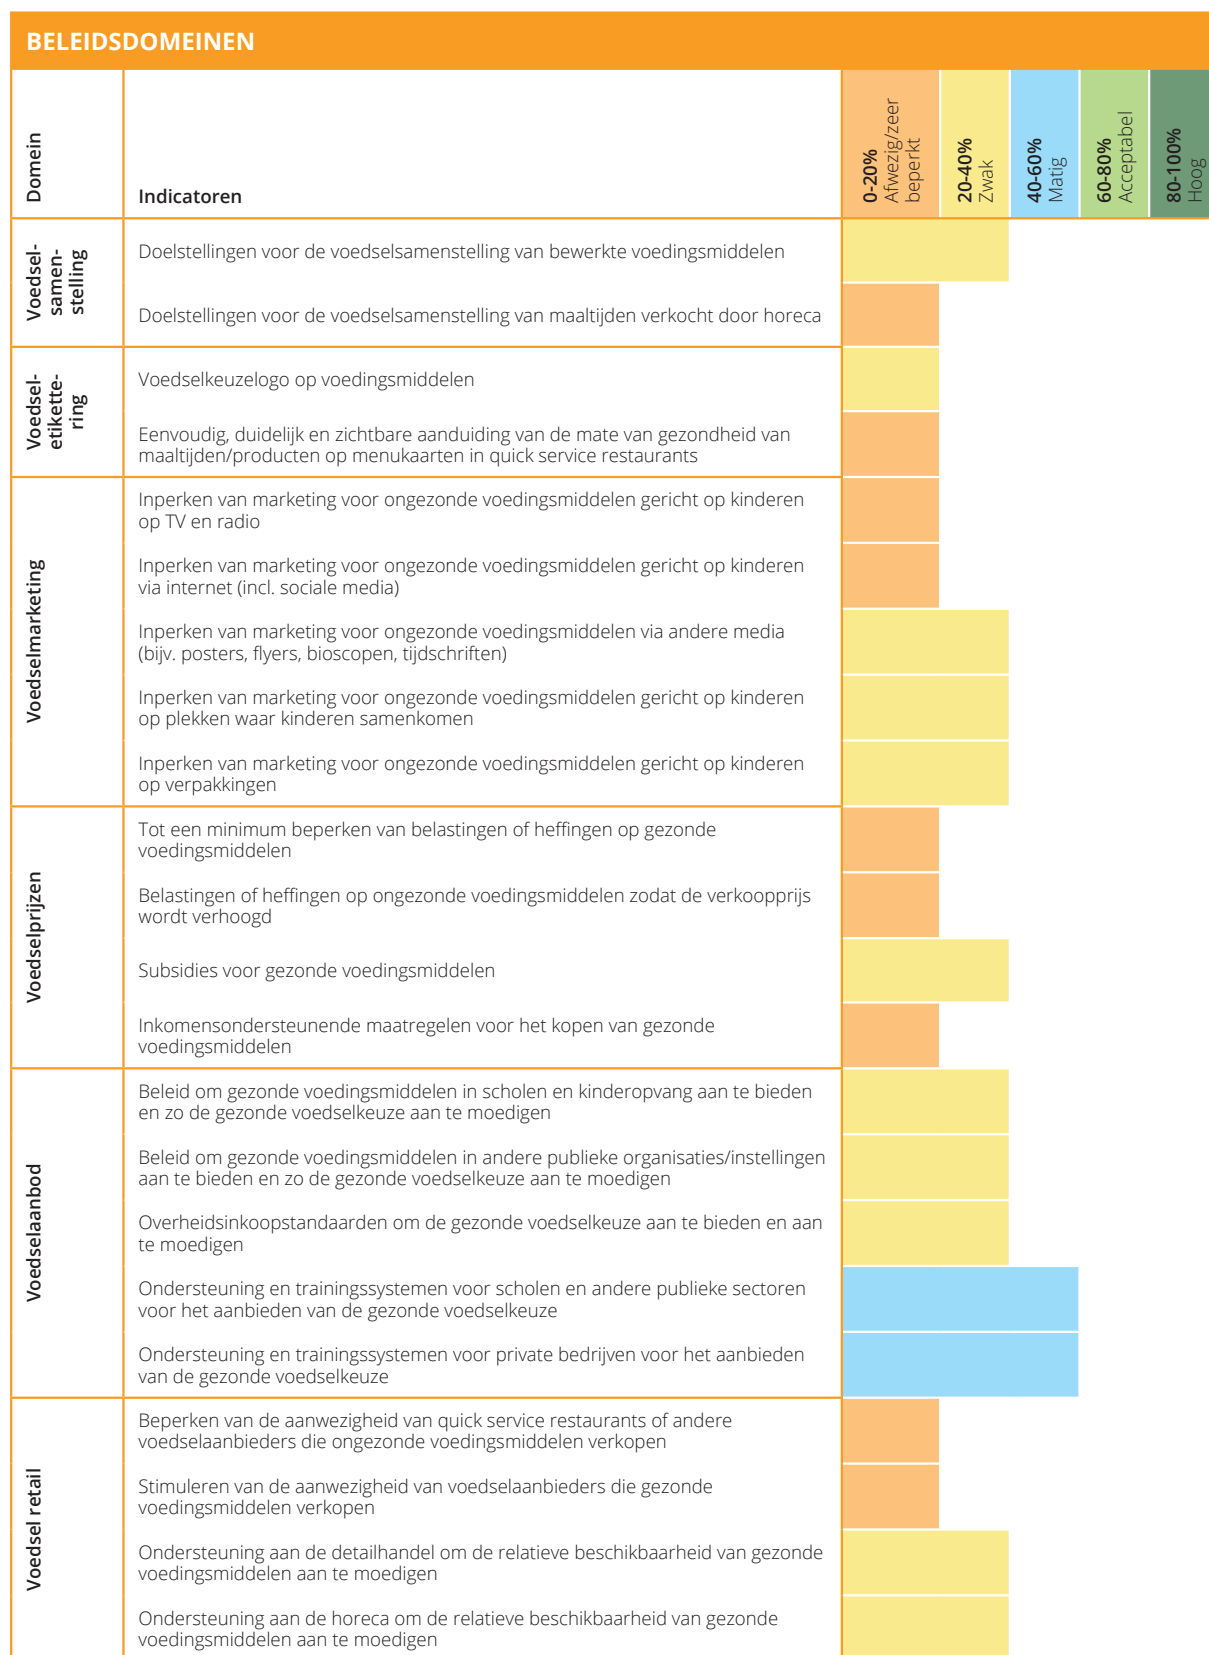 BELEIDSDOMEINEN
Domein
Indicatoren
0-20%
Afwezig/zeer
beperkt
20-40%
Zwak
40-60%
Matig
60-80%
Acceptabel
80-100%
Hoog
Voedsel-
samen-
stelling
Doelstellingen voor de voedselsamenstelling van bewerkte voedingsmiddelen
Doelstellingen voor de voedselsamenstelling van maaltijden verkocht door horeca
Voedsel-
etikette-
ring
Voedselkeuzelogo op voedingsmiddelen
Eenvoudig, duidelijk en zichtbare aanduiding van de mate van gezondheid van
maaltijden/producten op menukaarten in quick service restaurants
Voedselmarketing
Inperken van marketing voor ongezonde voedingsmiddelen gericht op kinderen
op TV en radio
Inperken van marketing voor ongezonde voedingsmiddelen gericht op kinderen
via internet (incl. sociale media)
Inperken van marketing voor ongezonde voedingsmiddelen via andere media
(bijv. posters, flyers, bioscopen, tijdschriften)
Inperken van marketing voor ongezonde voedingsmiddelen gericht op kinderen
op plekken waar kinderen samenkomen
Inperken van marketing voor ongezonde voedingsmiddelen gericht op kinderen
op verpakkingen
Voedselprijzen
Tot een minimum beperken van belastingen of heffingen op gezonde
voedingsmiddelen
Belastingen of heffingen op ongezonde voedingsmiddelen zodat de verkoopprijs
wordt verhoogd
Subsidies voor gezonde voedingsmiddelen
Inkomensondersteunende maatregelen voor het kopen van gezonde
voedingsmiddelen
Voedselaanbod
Beleid om gezonde voedingsmiddelen in scholen en kinderopvang aan te bieden
en zo de gezonde voedselkeuze aan te moedigen
Beleid om gezonde voedingsmiddelen in andere publieke organisaties/instellingen
aan te bieden en zo de gezonde voedselkeuze aan te moedigen
Overheidsinkoopstandaarden om de gezonde voedselkeuze aan te bieden en aan
te moedigen
Ondersteuning en trainingssystemen voor scholen en andere publieke sectoren
voor het aanbieden van de gezonde voedselkeuze
Ondersteuning en trainingssystemen voor private bedrijven voor het aanbieden
van de gezonde voedselkeuze
Voedsel retail
Beperken van de aanwezigheid van quick service restaurants of andere
voedselaanbieders die ongezonde voedingsmiddelen verkopen
Stimuleren van de aanwezigheid van voedselaanbieders die gezonde
voedingsmiddelen verkopen
Ondersteuning aan de detailhandel om de relatieve beschikbaarheid van gezonde
voedingsmiddelen aan te moedigen
Ondersteuning aan de horeca om de relatieve beschikbaarheid van gezonde
voedingsmiddelen aan te moedigen